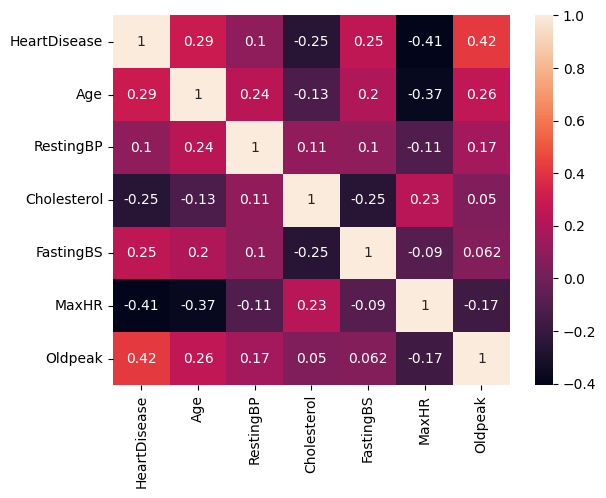 HeartDisease 1 0.29 0.1 -0.25 0.25 -0.41 0.42
Age 0.29 1 0.24 -0.13 0.2 -0.37 0.26
RestingBP 0.1 0.24 1 0.11 0.1 -0.11 0.17
Cholesterol -0.25 -0.13 0.11 1 -0.25 0.23 0.05
FastingBS 0.25 0.2 0.1 -0.25 1 -0.09 0.062
MaxHR -0.41 -0.37 -0.11 0.23 -0.09 1 -0.17
Oldpeak 0.42 0.26 0.17 0.05 0.062 -0.17 1
HeartDisease
Age
RestingBP
Cholesterol
FastingBS
MaxHR
Oldpeak
1.0
0.8
0.6
0.4
0.2
0.0
−0.2
−0.4